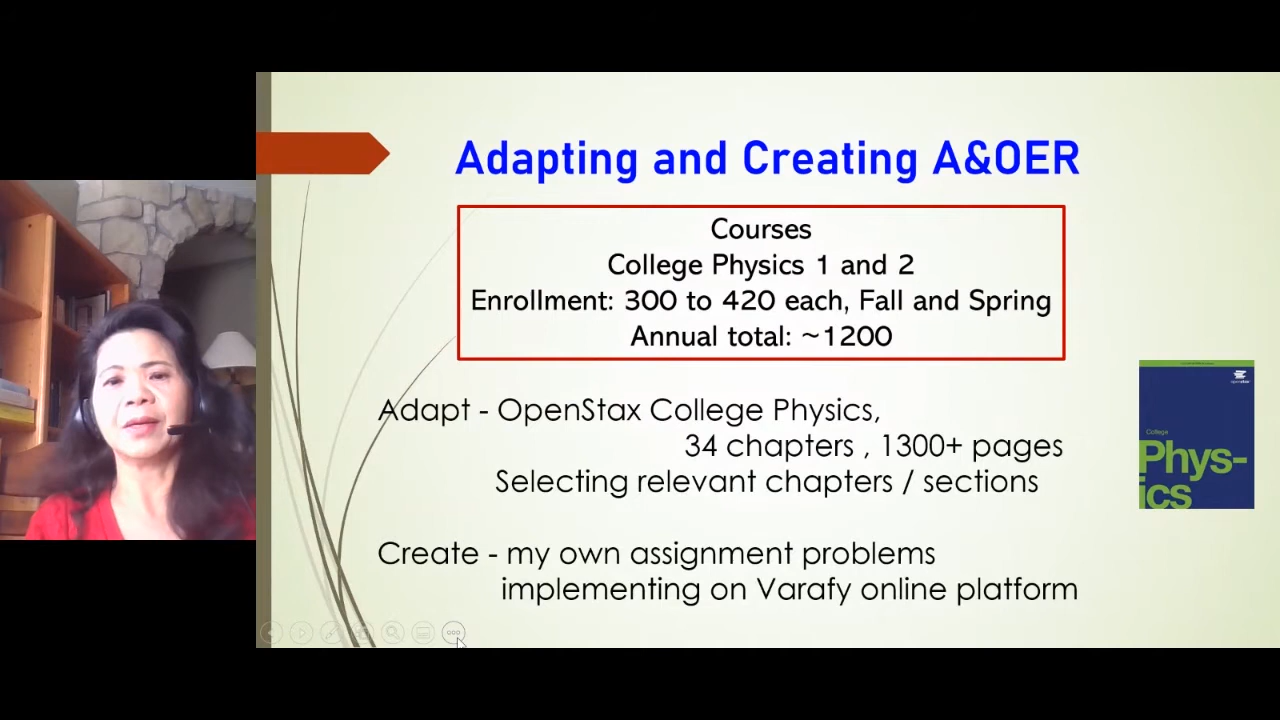 Adapting and Creating A&OER
Courses
College Physics 1 and 2
Enrollment: 300 to 420 each, Fall and Spring
Annual total: ~1200
Adapt - OpenStax College Physics,
34 chapters , 1300+ pages
Selecting relevant chapters / sections
openstax
College
Phys-
ics
Create - my own assignment problems
implementing on Varafy online platform